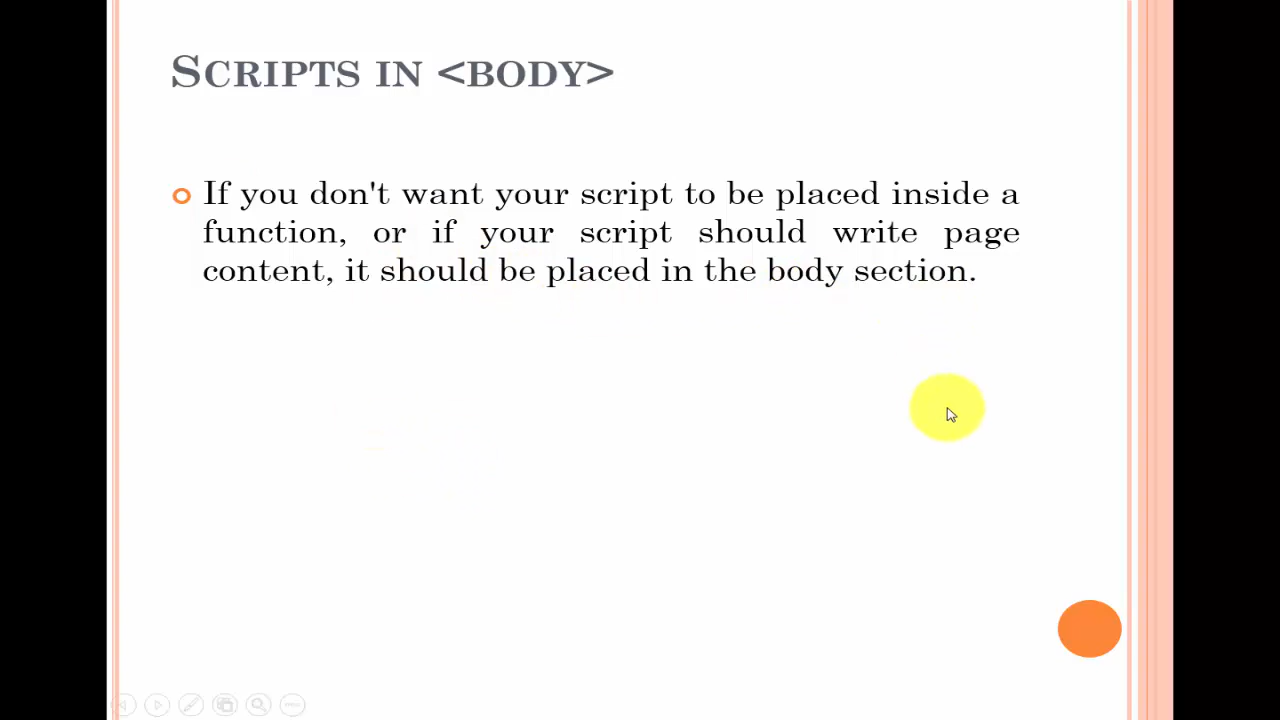 SCRIPTS IN <BODY>
If you don't want your script to be placed inside a
function, or if your script should write page
content, it should be placed in the body section.